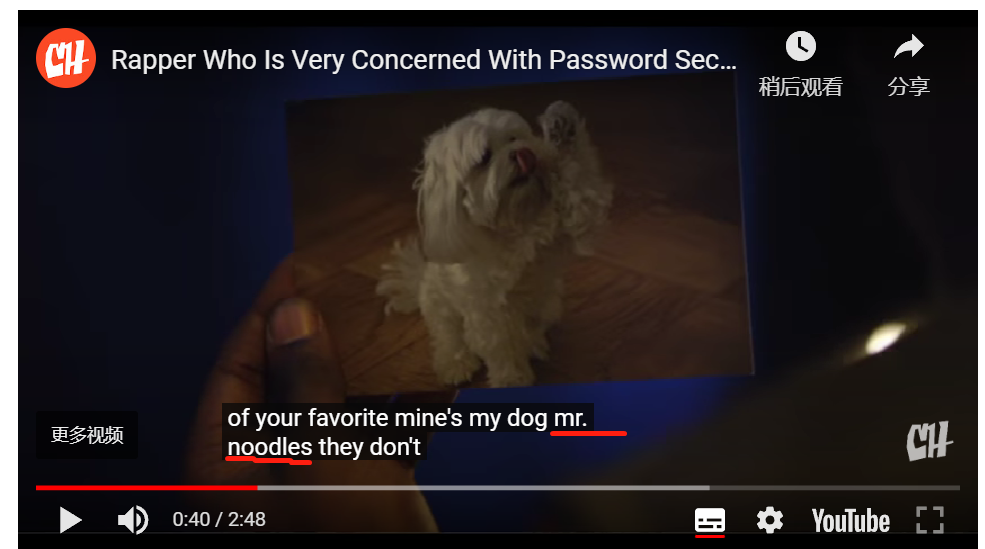 CH
Rapper Who Is Very Concerned With Password Sec...
稍后观看
分享
of your favorite mine's my dog mr.
noodles they don't
更多视频
CH
0:40 / 2:48
YouTube